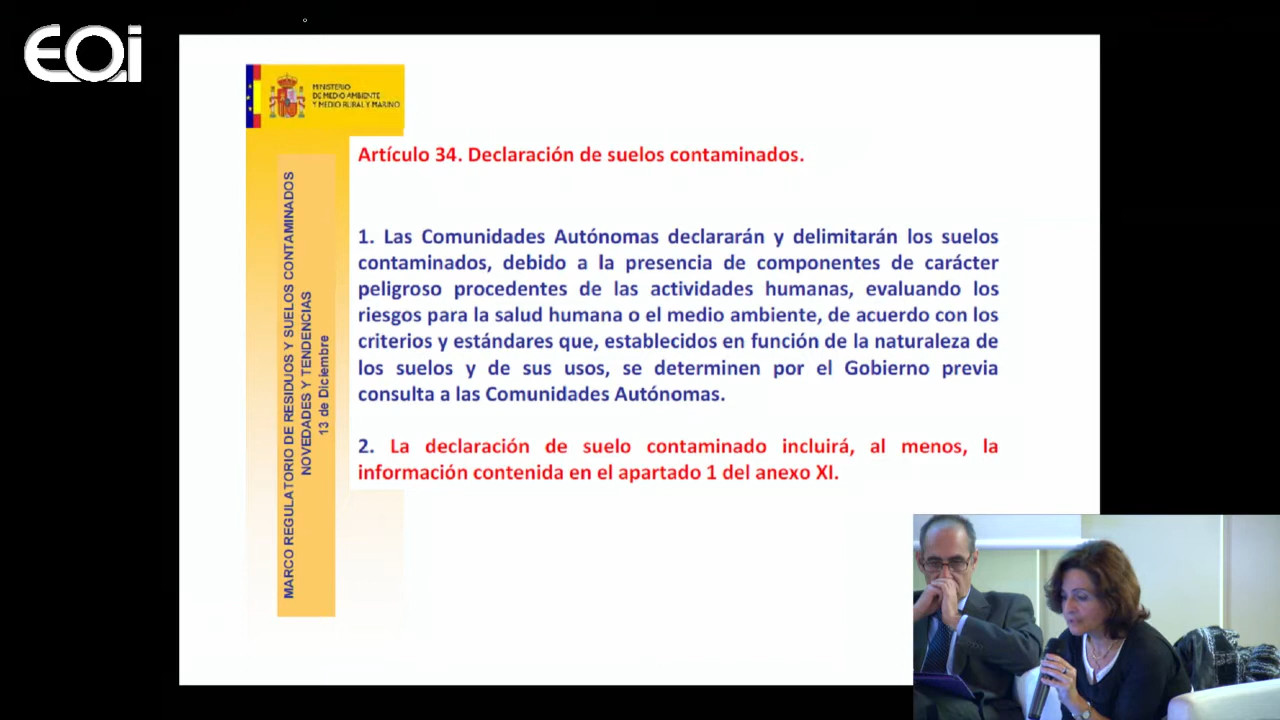 EOi
MINISTERIO
DE MEDIO AMBIENTE
Y MEDIO RURAL Y MARINO
MARCO REGULATORIO DE RESIDUOS Y SUELOS CONTAMINADOS
NOVEDADES Y TENDENCIAS
13 de Diciembre
Artículo 34. Declaración de suelos contaminados.
1. Las Comunidades Autónomas declararán y delimitarán los suelos
contaminados, debido a la presencia de componentes de carácter
peligroso procedentes de las actividades humanas, evaluando los
riesgos para la salud humana o el medio ambiente, de acuerdo con los
criterios y estándares que, establecidos en función de la naturaleza de
los suelos y de sus usos, se determinen por el Gobierno previa
consulta a las Comunidades Autónomas.
2. La declaración de suelo contaminado incluirá, al menos, la
información contenida en el apartado 1 del anexo XI.